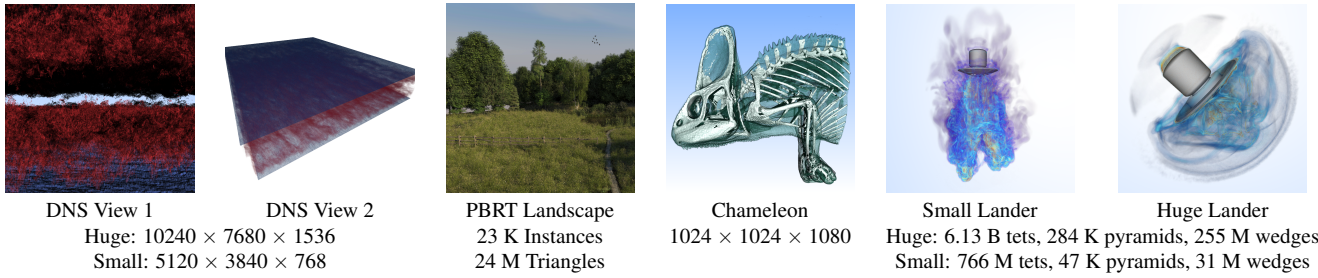 DNS View 1
DNS View 2
Huge: 10240 × 7680 × 1536
Small: 5120 × 3840 × 768
PBRT Landscape
23 K Instances
24 M Triangles
Chameleon
1024 × 1024 × 1080
Small Lander
Huge Lander
Huge: 6.13 B tets, 284 K pyramids, 255 M wedges
Small: 766 M tets, 47 K pyramids, 31 M wedges